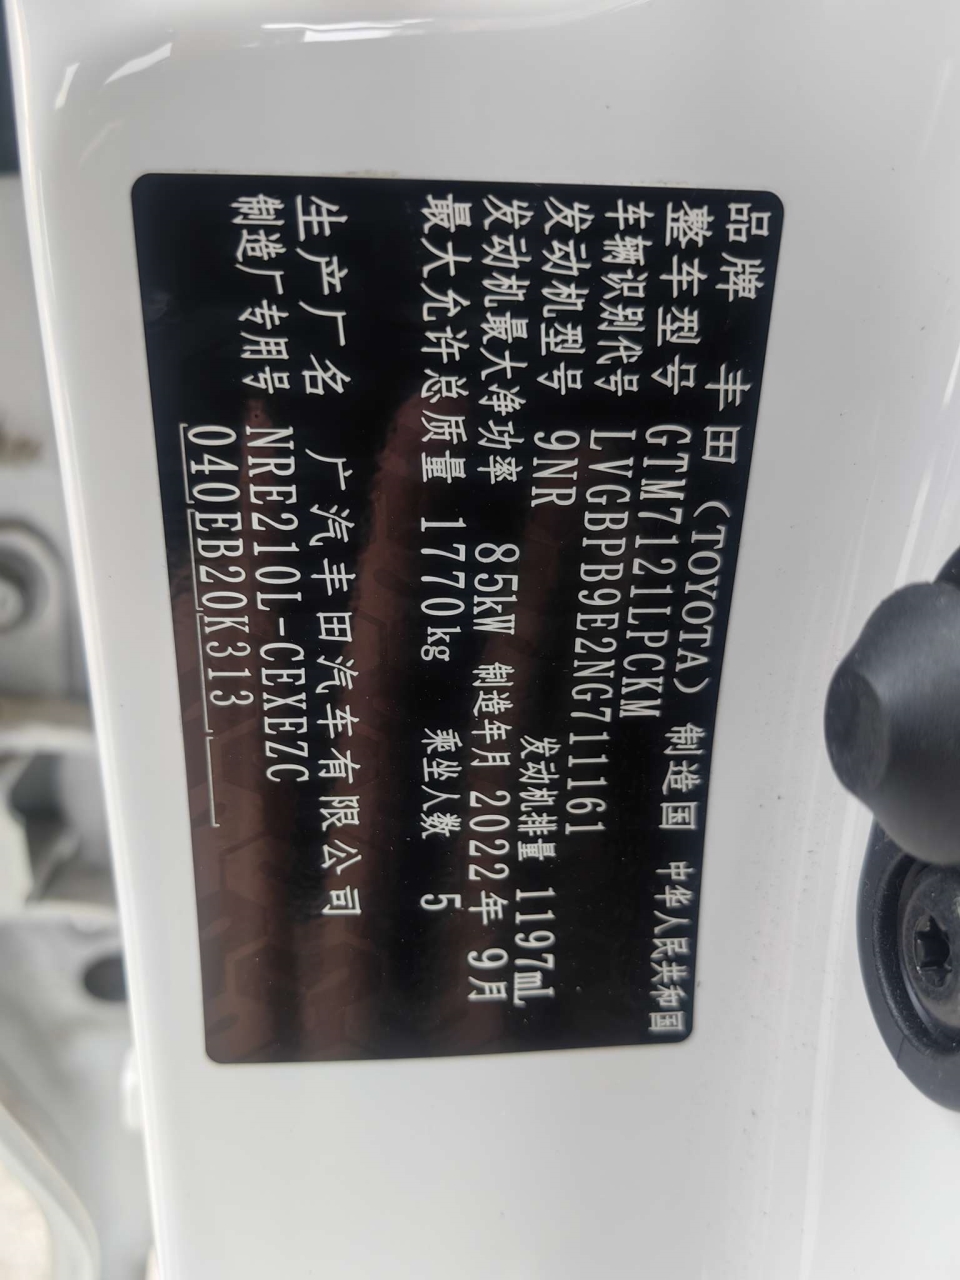 品牌 丰田 (TOYOTA) 制造国 中华人民共和国
整车型号 GTM7121LPCKM
车辆识别代号 LVGBPB9E2NG711161
发动机型号 9NR 发动机排量 1197mL
发动机最大净功率 85kW 制造年月 2022年 9月
最大允许总质量 1770kg 乘坐人数 5
生产厂名 广汽丰田汽车有限公司
制造厂专用号 NRE210L-CEXEZC
040EB20K313